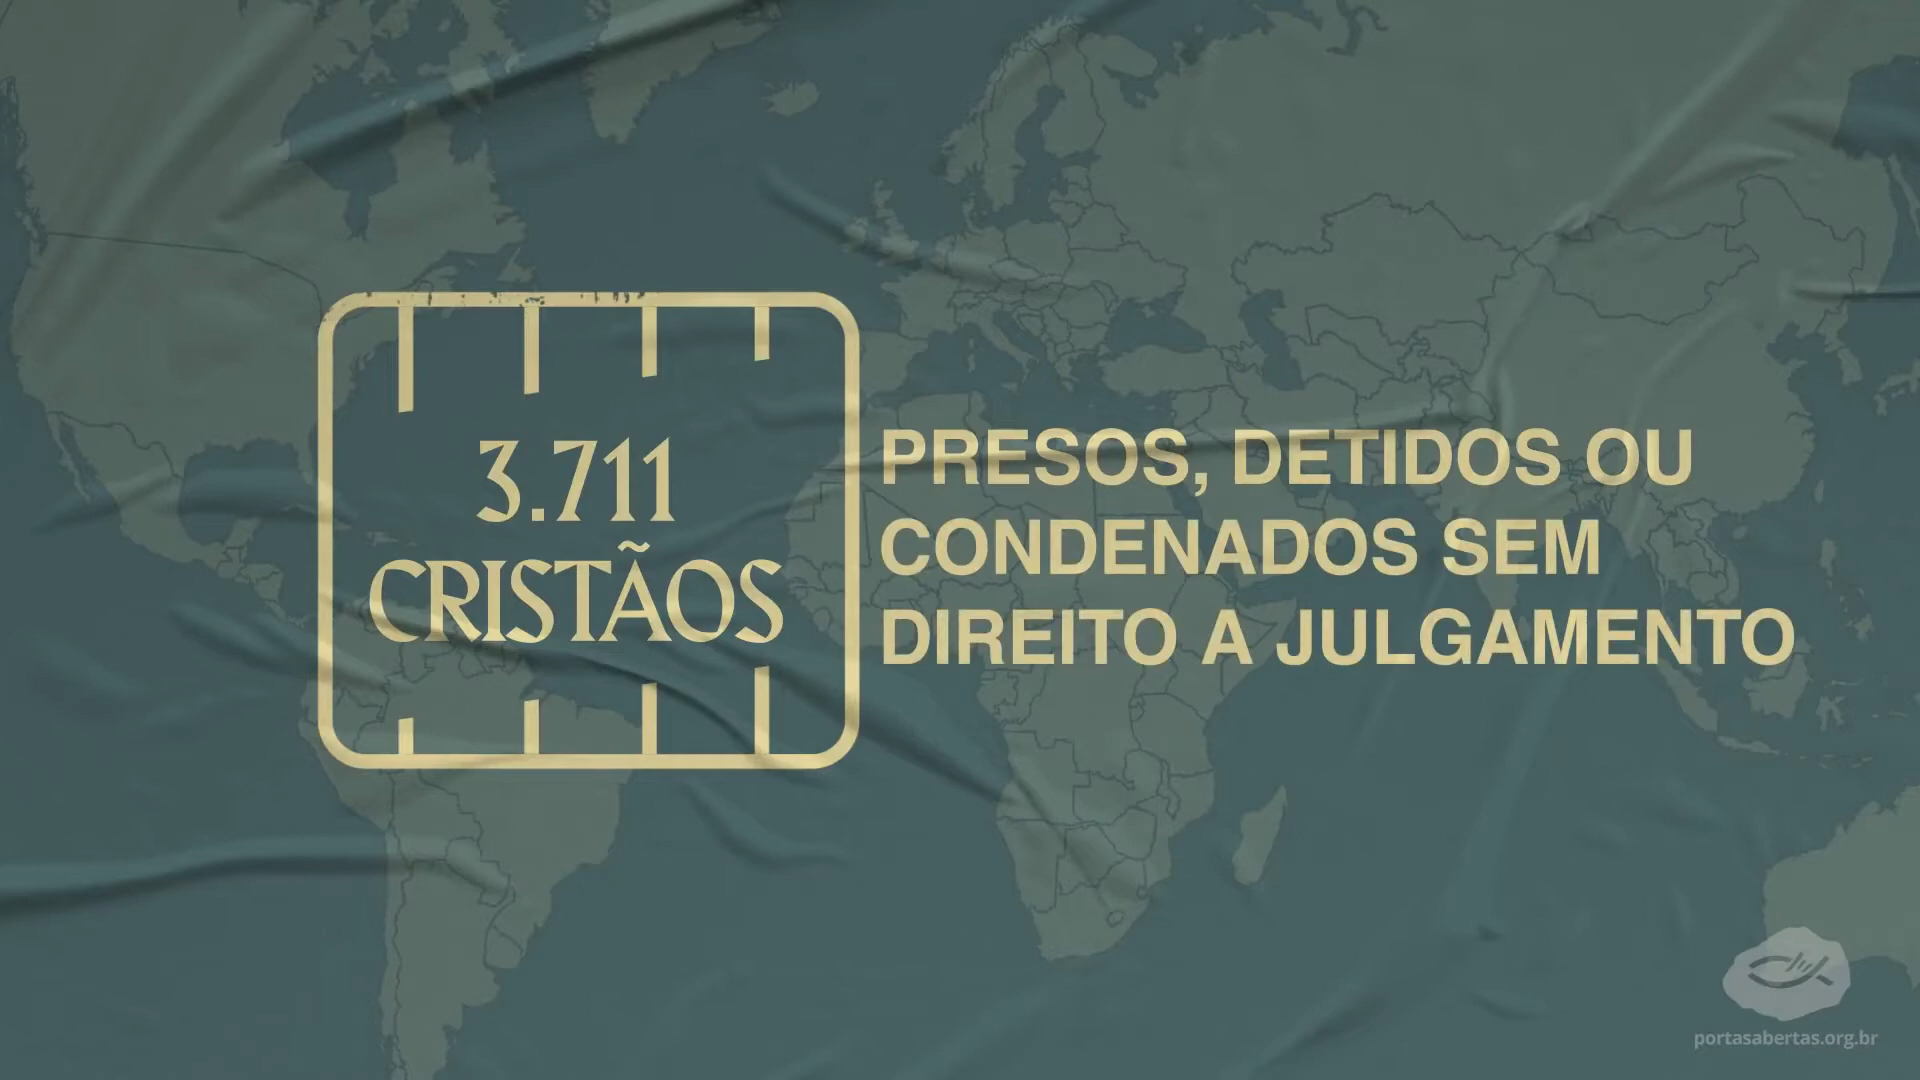 3.711
CRISTÃOS
PRESOS, DETIDOS OU
CONDENADOS SEM
DIREITO A JULGAMENTO
portasabertas.org.br